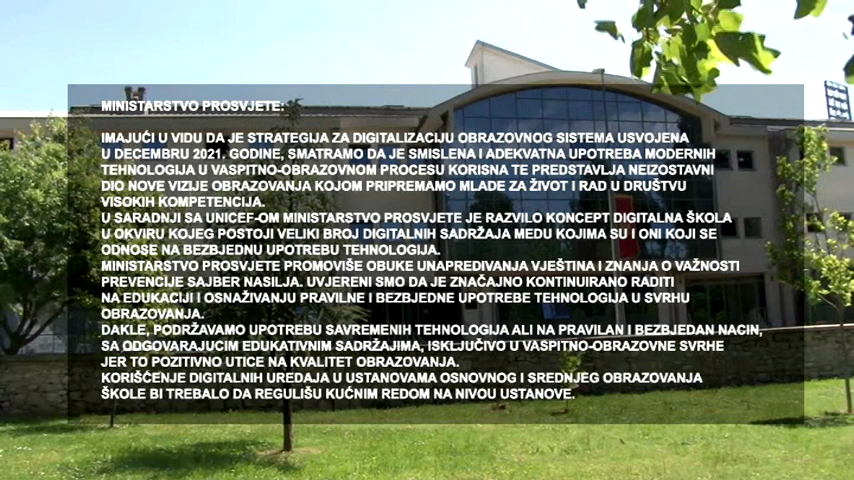 MINISTARSTVO PROSVJETE:
IMAJUĆI U VIDU DA JE STRATEGIJA ZA DIGITALIZACIJU OBRAZOVNOG SISTEMA USVOJENA
U DECEMBRU 2021. GODINE, SMATRAMO DA JE SMISLENA I ADEKVATNA UPOTREBA MODERNIH
TEHNOLOGIJA U VASPITNO-OBRAZOVNOM PROCESU KORISNA TE PREDSTAVLJA NEIZOSTAVNI
DIO NOVE VIZIJE OBRAZOVANJA KOJOM PRIPREMAMO MLADE ZA ŽIVOT I RAD U DRUŠTVU
VISOKIH KOMPETENCIJA.
U SARADNJI SA UNICEF-OM MINISTARSTVO PROSVJETE JE RAZVILO KONCEPT DIGITALNA ŠKOLA
U OKVIRU KOJEG POSTOJI VELIKI BROJ DIGITALNIH SADRŽAJA MEDU KOJIMA SU I ONI KOJI SE
ODNOSE NA BEZBJEDNU UPOTREBU TEHNOLOGIJA.
MINISTARSTVO PROSVJETE PROMOVIŠE OBUKE UNAPREDIVANJA VJEŠTINA I ZNANJA O VAŽNOSTI
PREVENCIJE SAJBER NASILJA. UVJERENI SMO DA JE ZNAČAJNO KONTINUIRANO RADITI
NA EDUKACIJI I OSNAŽIVANJU PRAVILNE I BEZBJEDNE UPOTREBE TEHNOLOGIJA U SVRHU
OBRAZOVANJA.
DAKLE, PODRŽAVAMO UPOTREBU SAVREMENIH TEHNOLOGIJA ALI NA PRAVILAN I BEZBJEDAN NACIN,
SA ODGOVARAJUCIM EDUKATIVNIM SADRŽAJIMA, ISKLJUČIVO U VASPITNO-OBRAZOVNE SVRHE
JER TO POZITIVNO UTICE NA KVALITET OBRAZOVANJA.
KORIŠĆENJE DIGITALNIH UREDAJA U USTANOVAMA OSNOVNOG I SREDNJEG OBRAZOVANJA
ŠKOLE BI TREBALO DA REGULIŠU KUĆNIM REDOM NA NIVOU USTANOVE.